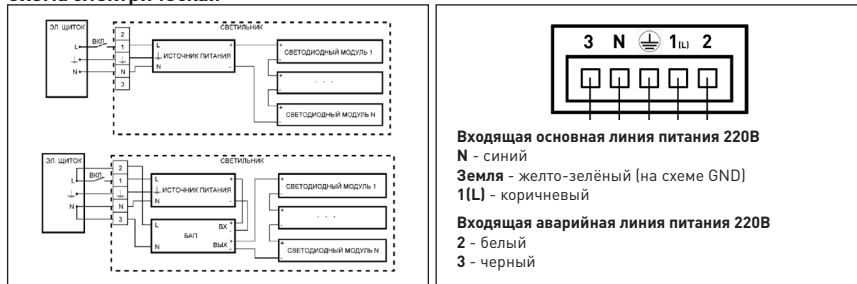 ЭЛ. ЩИТОК
СВЕТИЛЬНИК
L
ВКЛ.
N
2
1
N
3
L
N
ИСТОЧНИК ПИТАНИЯ
+
-
+ СВЕТОДИОДНЫЙ МОДУЛЬ 1
-
+ . . .
-
+ СВЕТОДИОДНЫЙ МОДУЛЬ N
-
ЭЛ. ЩИТОК
СВЕТИЛЬНИК
L
ВКЛ.
N
2
1
N
3
L
N
ИСТОЧНИК ПИТАНИЯ
+
-
L
N
БАП
ВХ +
-
ВЫХ +
-
+ СВЕТОДИОДНЫЙ МОДУЛЬ 1
-
+ . . .
-
+ СВЕТОДИОДНЫЙ МОДУЛЬ N
-
3 N 1(L) 2
Входящая основная линия питания 220В
N - синий
Земля - желто-зелёный (на схеме GND)
1(L) - коричневый
Входящая аварийная линия питания 220В
2 - белый
3 - черный